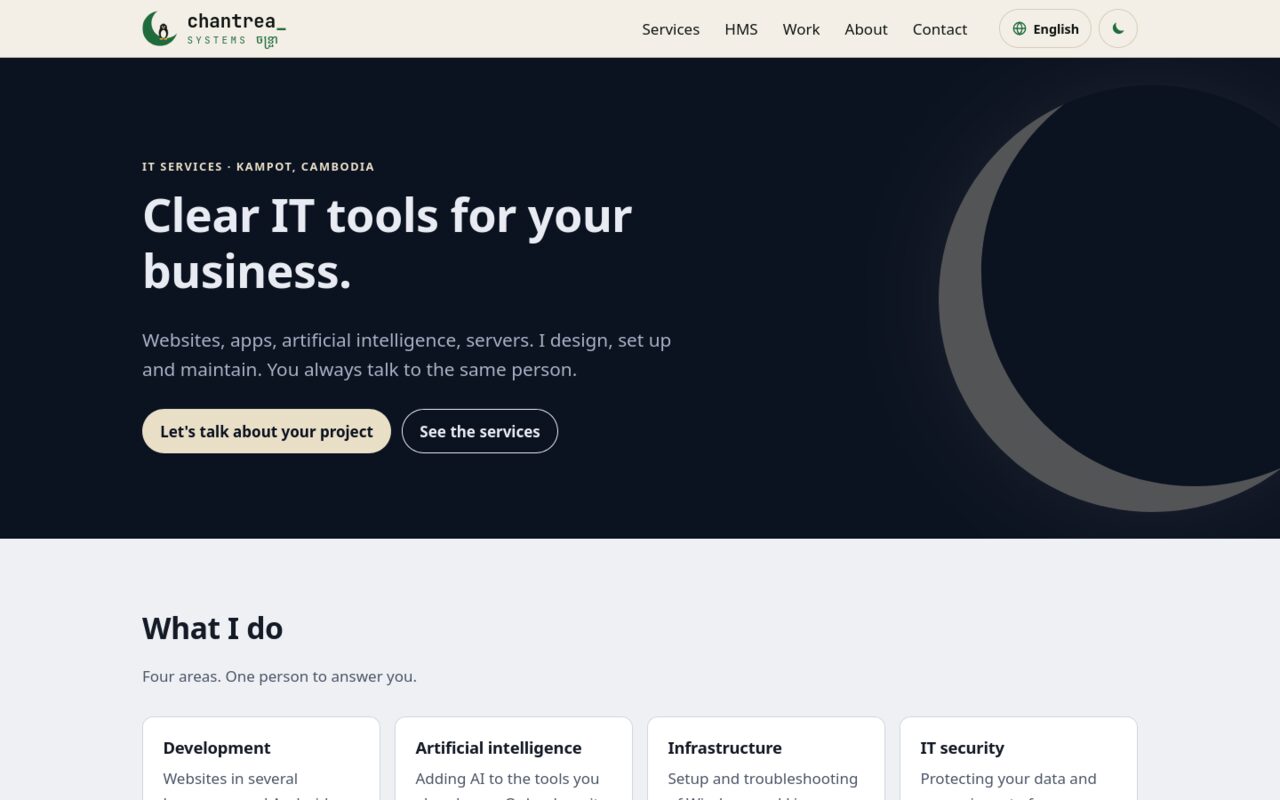 chantrea_
SYSTEMS ចន្ទ្រា
Services HMS Work About Contact English
IT SERVICES · KAMPOT, CAMBODIA
Clear IT tools for your
business.
Websites, apps, artificial intelligence, servers. I design, set up
and maintain. You always talk to the same person.
Let's talk about your project See the services
What I do
Four areas. One person to answer you.
Development
Websites in several
Artificial intelligence
Adding AI to the tools you
Infrastructure
Setup and troubleshooting
IT security
Protecting your data and